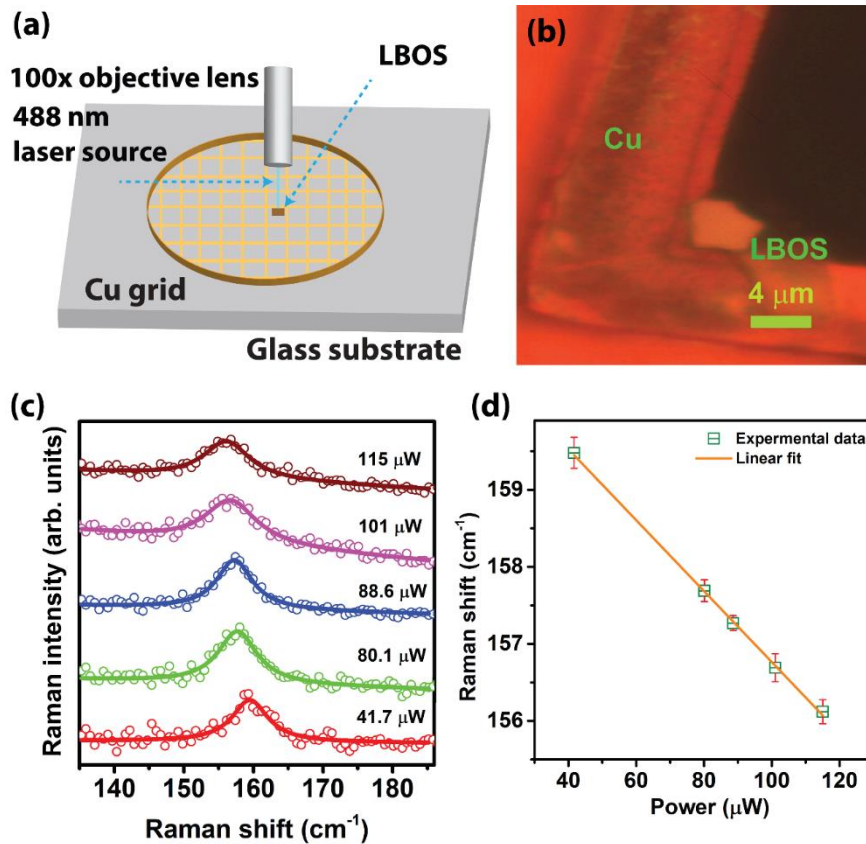 (a)
100x objective lens
488 nm
laser source
LBOS
Cu grid
Glass substrate
(b)
Cu
LBOS
4 μm
(c)
Raman intensity (arb. units)
115 μW
101 μW
88.6 μW
80.1 μW
41.7 μW
140 150 160 170 180
Raman shift (cm⁻¹)
(d)
Expermental data
Linear fit
Raman shift (cm⁻¹)
159
158
157
156
40 60 80 100 120
Power (μW)